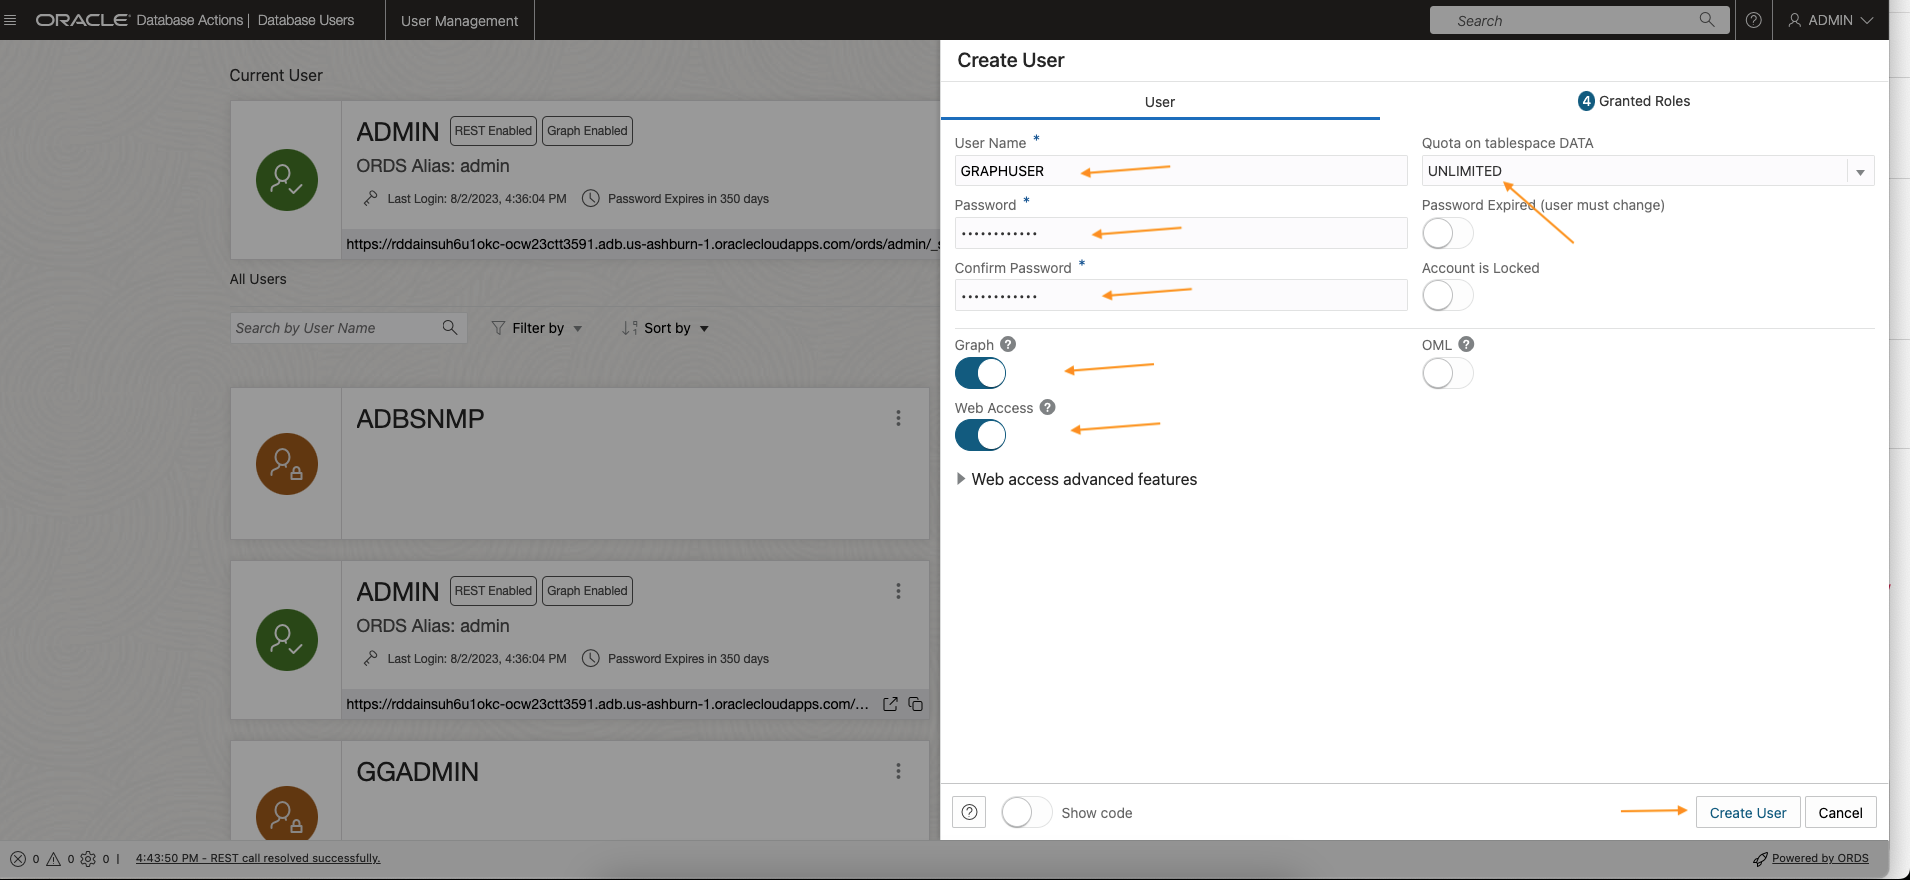 ORACLE Database Actions | Database Users
User Management
Search
ADMIN
Current User
ADMIN
REST Enabled
Graph Enabled
ORDS Alias: admin
Last Login: 8/2/2023, 4:36:04 PM
Password Expires in 350 days
https://rddainsuh6u1okc-ocw23ctt3591.adb.us-ashburn-1.oraclecloudapps.com/ords/admin/_s
All Users
Search by User Name
Filter by
Sort by
ADBSNMP
ADMIN
REST Enabled
Graph Enabled
ORDS Alias: admin
Last Login: 8/2/2023, 4:36:04 PM
Password Expires in 350 days
https://rddainsuh6u1okc-ocw23ctt3591.adb.us-ashburn-1.oraclecloudapps.com/...
GGADMIN
Create User
User
4 Granted Roles
User Name *
GRAPHUSER
Quota on tablespace DATA
UNLIMITED
Password *
••••••••••••
Password Expired (user must change)
Confirm Password *
••••••••••••
Account is Locked
Graph ?
OML ?
Web Access ?
Web access advanced features
? Show code
Create User
Cancel
0 0 0 | 4:43:50 PM - REST call resolved successfully.
Powered by ORDS